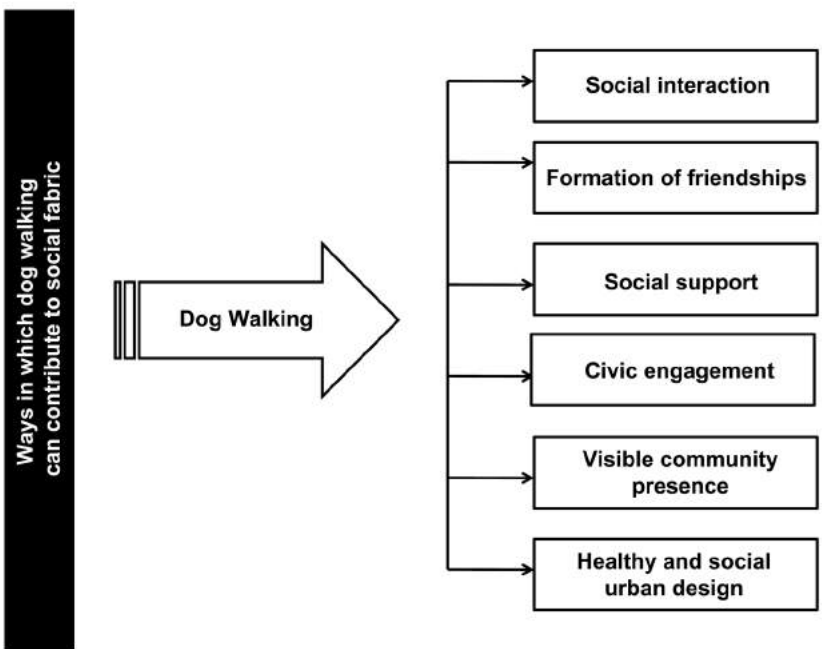 Ways in which dog walking
can contribute to social fabric
Dog Walking
Social interaction
Formation of friendships
Social support
Civic engagement
Visible community
presence
Healthy and social
urban design